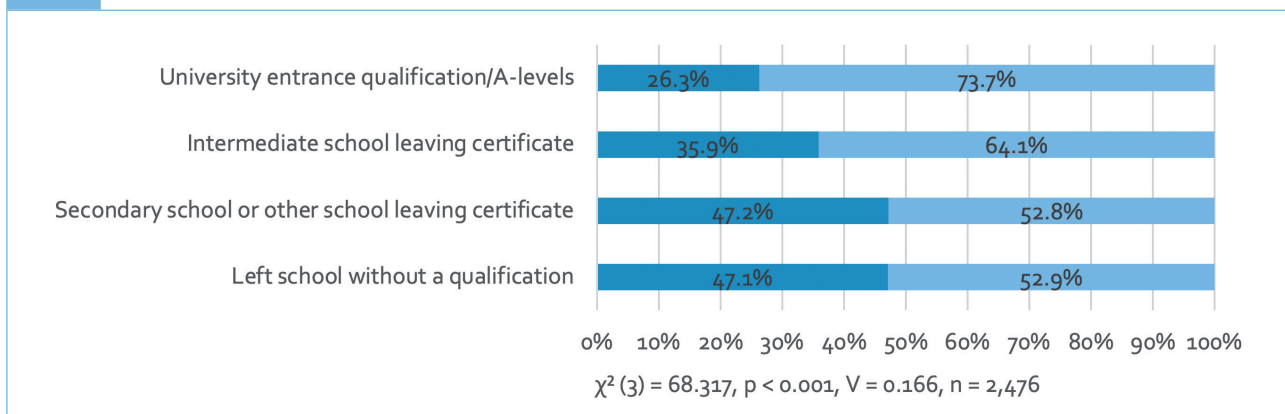 University entrance qualification/A-levels 26.3% 73.7%
Intermediate school leaving certificate 35.9% 64.1%
Secondary school or other school leaving certificate 47.2% 52.8%
Left school without a qualification 47.1% 52.9%
0% 10% 20% 30% 40% 50% 60% 70% 80% 90% 100%
χ² (3) = 68.317, p < 0.001, V = 0.166, n = 2,476